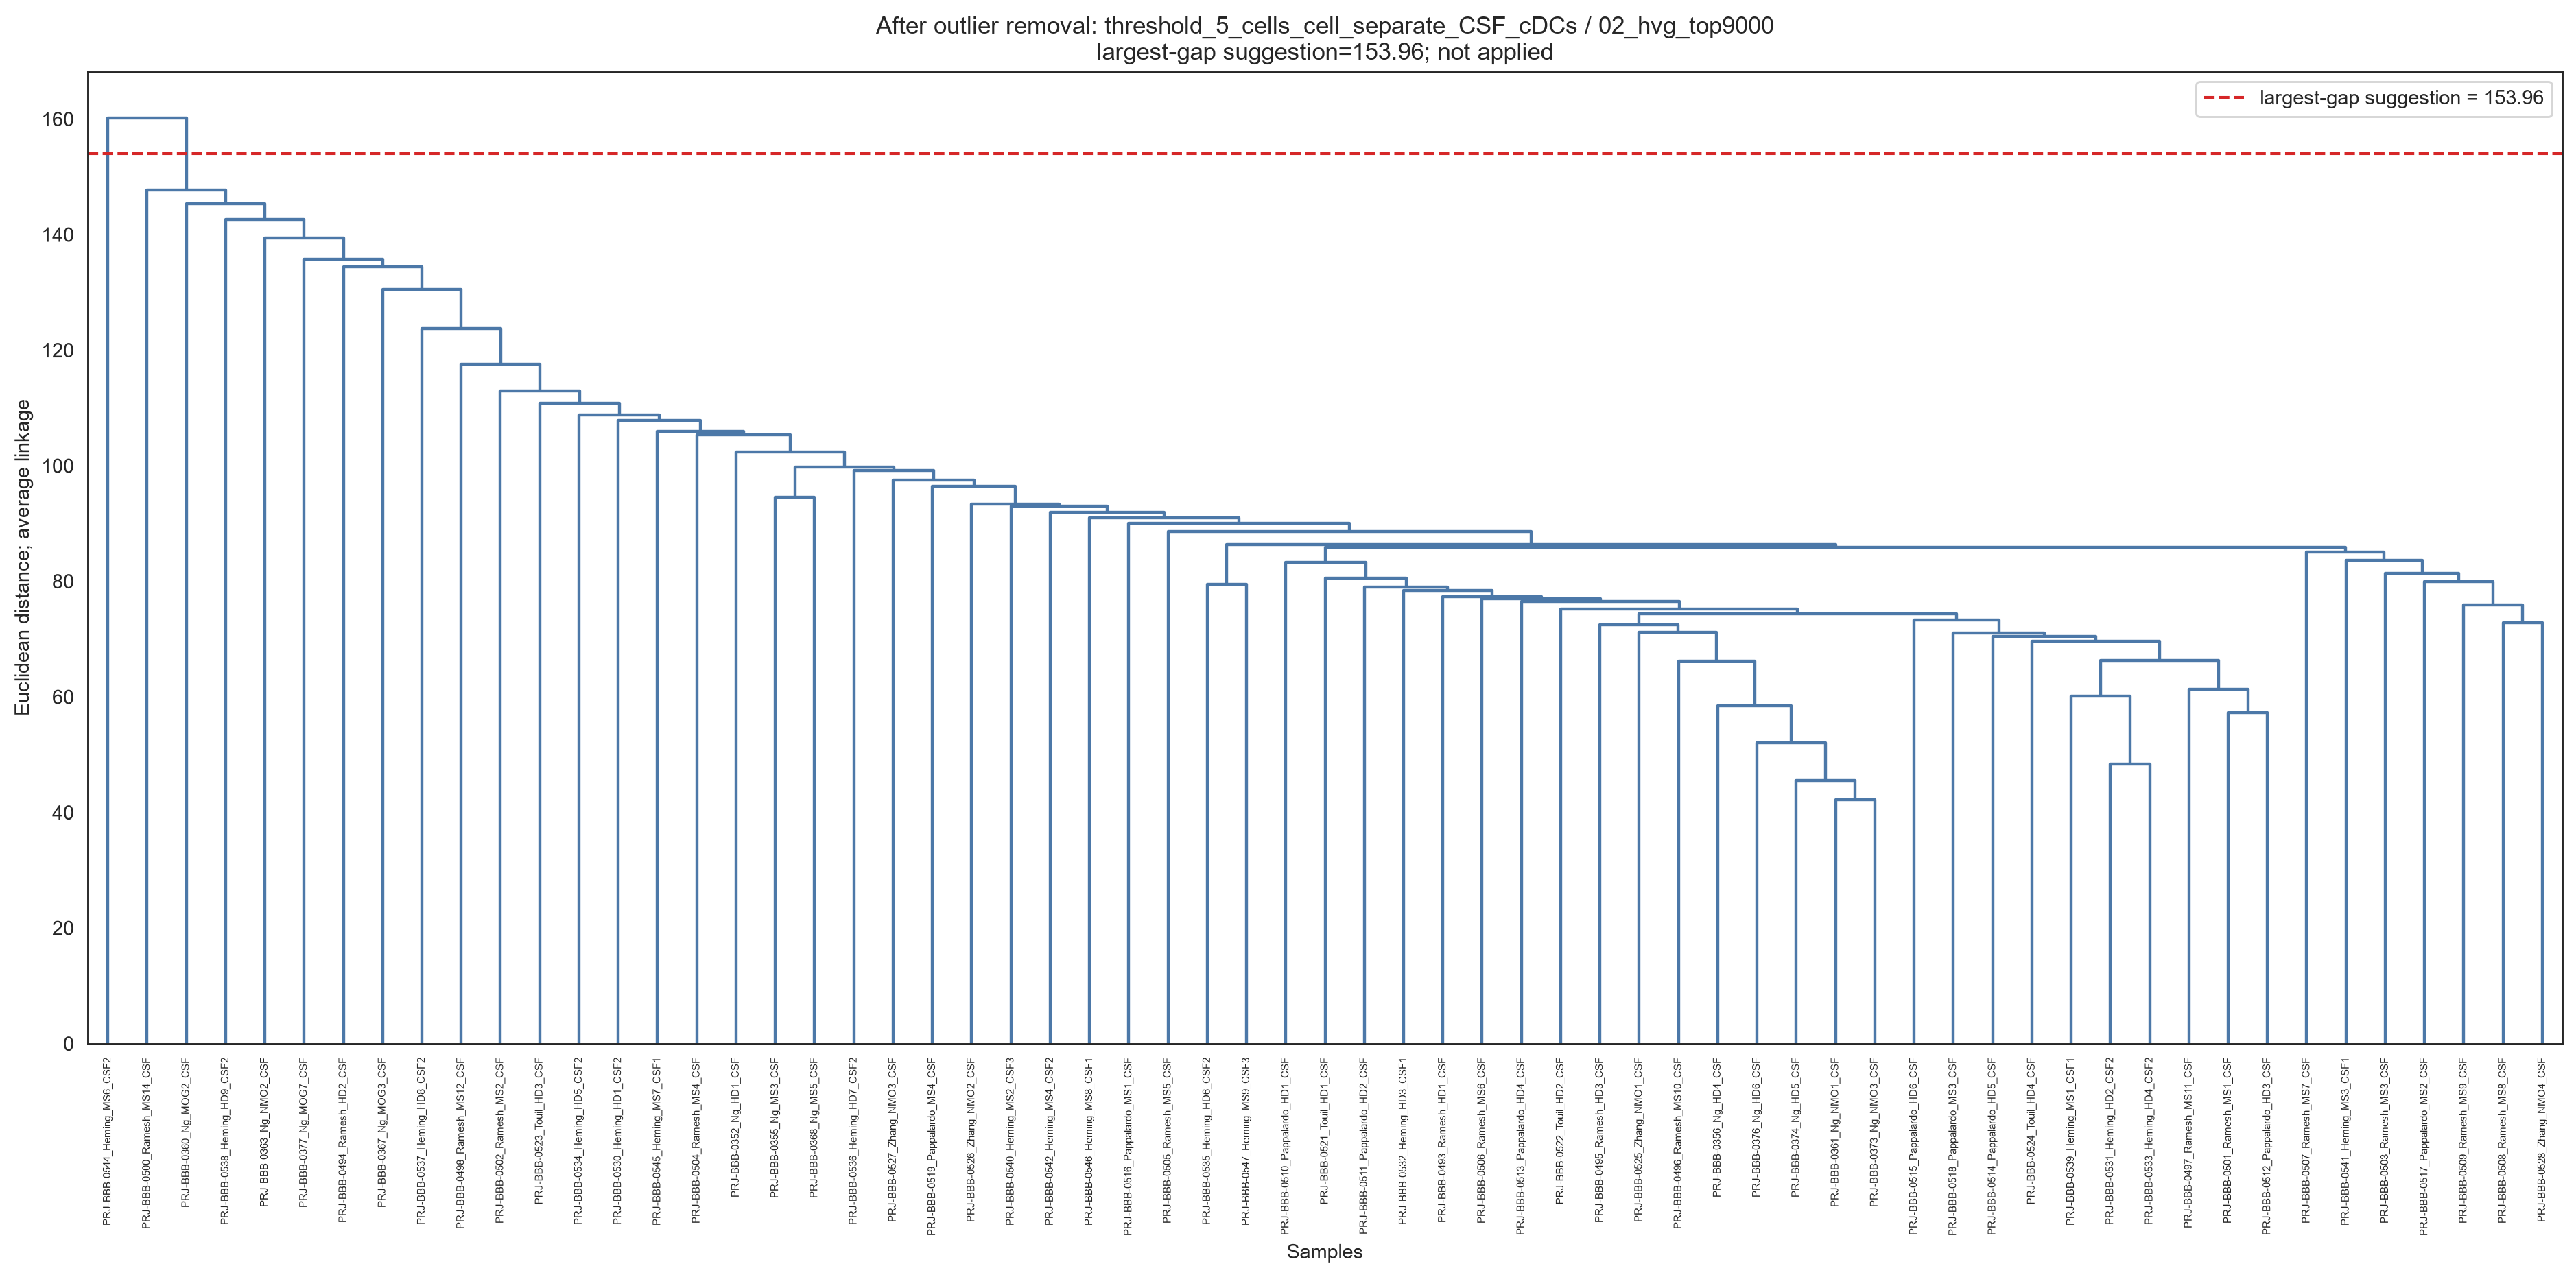 After outlier removal: threshold_5_cells_cell_separate_CSF_cDCs / 02_hvg_top9000
largest-gap suggestion=153.96; not applied
largest-gap suggestion = 153.96
Euclidean distance; average linkage
160
140
120
100
80
60
40
20
0
PRJ-BBB-0544_Heming_MS6_CSF2
PRJ-BBB-0500_Ramesh_MS14_CSF
PRJ-BBB-0360_Ng_MOG2_CSF
PRJ-BBB-0538_Heming_HD9_CSF2
PRJ-BBB-0363_Ng_NMO2_CSF
PRJ-BBB-0377_Ng_MOG7_CSF
PRJ-BBB-0494_Ramesh_HD2_CSF
PRJ-BBB-0367_Ng_MOG3_CSF
PRJ-BBB-0537_Heming_HD8_CSF2
PRJ-BBB-0498_Ramesh_MS12_CSF
PRJ-BBB-0502_Ramesh_MS2_CSF
PRJ-BBB-0523_Touil_HD3_CSF
PRJ-BBB-0534_Heming_HD5_CSF2
PRJ-BBB-0530_Heming_HD1_CSF2
PRJ-BBB-0545_Heming_MS7_CSF1
PRJ-BBB-0504_Ramesh_MS4_CSF
PRJ-BBB-0352_Ng_HD1_CSF
PRJ-BBB-0355_Ng_MS3_CSF
PRJ-BBB-0368_Ng_MS5_CSF
PRJ-BBB-0536_Heming_HD7_CSF2
PRJ-BBB-0527_Zhang_NMO3_CSF
PRJ-BBB-0519_Pappalardo_MS4_CSF
PRJ-BBB-0526_Zhang_NMO2_CSF
PRJ-BBB-0540_Heming_MS2_CSF3
PRJ-BBB-0542_Heming_MS4_CSF2
PRJ-BBB-0546_Heming_MS8_CSF1
PRJ-BBB-0516_Pappalardo_MS1_CSF
PRJ-BBB-0505_Ramesh_MS5_CSF
PRJ-BBB-0535_Heming_HD6_CSF2
PRJ-BBB-0547_Heming_MS9_CSF3
PRJ-BBB-0510_Pappalardo_HD1_CSF
PRJ-BBB-0521_Touil_HD1_CSF
PRJ-BBB-0511_Pappalardo_HD2_CSF
PRJ-BBB-0532_Heming_HD3_CSF1
PRJ-BBB-0493_Ramesh_HD1_CSF
PRJ-BBB-0506_Ramesh_MS6_CSF
PRJ-BBB-0513_Pappalardo_HD4_CSF
PRJ-BBB-0522_Touil_HD2_CSF
PRJ-BBB-0495_Ramesh_HD3_CSF
PRJ-BBB-0525_Zhang_NMO1_CSF
PRJ-BBB-0496_Ramesh_MS10_CSF
PRJ-BBB-0356_Ng_HD4_CSF
PRJ-BBB-0376_Ng_HD6_CSF
PRJ-BBB-0374_Ng_HD5_CSF
PRJ-BBB-0361_Ng_NMO1_CSF
PRJ-BBB-0373_Ng_NMO3_CSF
PRJ-BBB-0515_Pappalardo_HD6_CSF
PRJ-BBB-0518_Pappalardo_MS3_CSF
PRJ-BBB-0514_Pappalardo_HD5_CSF
PRJ-BBB-0524_Touil_HD4_CSF
PRJ-BBB-0539_Heming_MS1_CSF1
PRJ-BBB-0531_Heming_HD2_CSF2
PRJ-BBB-0533_Heming_HD4_CSF2
PRJ-BBB-0497_Ramesh_MS11_CSF
PRJ-BBB-0501_Ramesh_MS1_CSF
PRJ-BBB-0512_Pappalardo_HD3_CSF
PRJ-BBB-0507_Ramesh_MS7_CSF
PRJ-BBB-0541_Heming_MS3_CSF1
PRJ-BBB-0503_Ramesh_MS3_CSF
PRJ-BBB-0517_Pappalardo_MS2_CSF
PRJ-BBB-0509_Ramesh_MS9_CSF
PRJ-BBB-0508_Ramesh_MS8_CSF
PRJ-BBB-0528_Zhang_NMO4_CSF
Samples